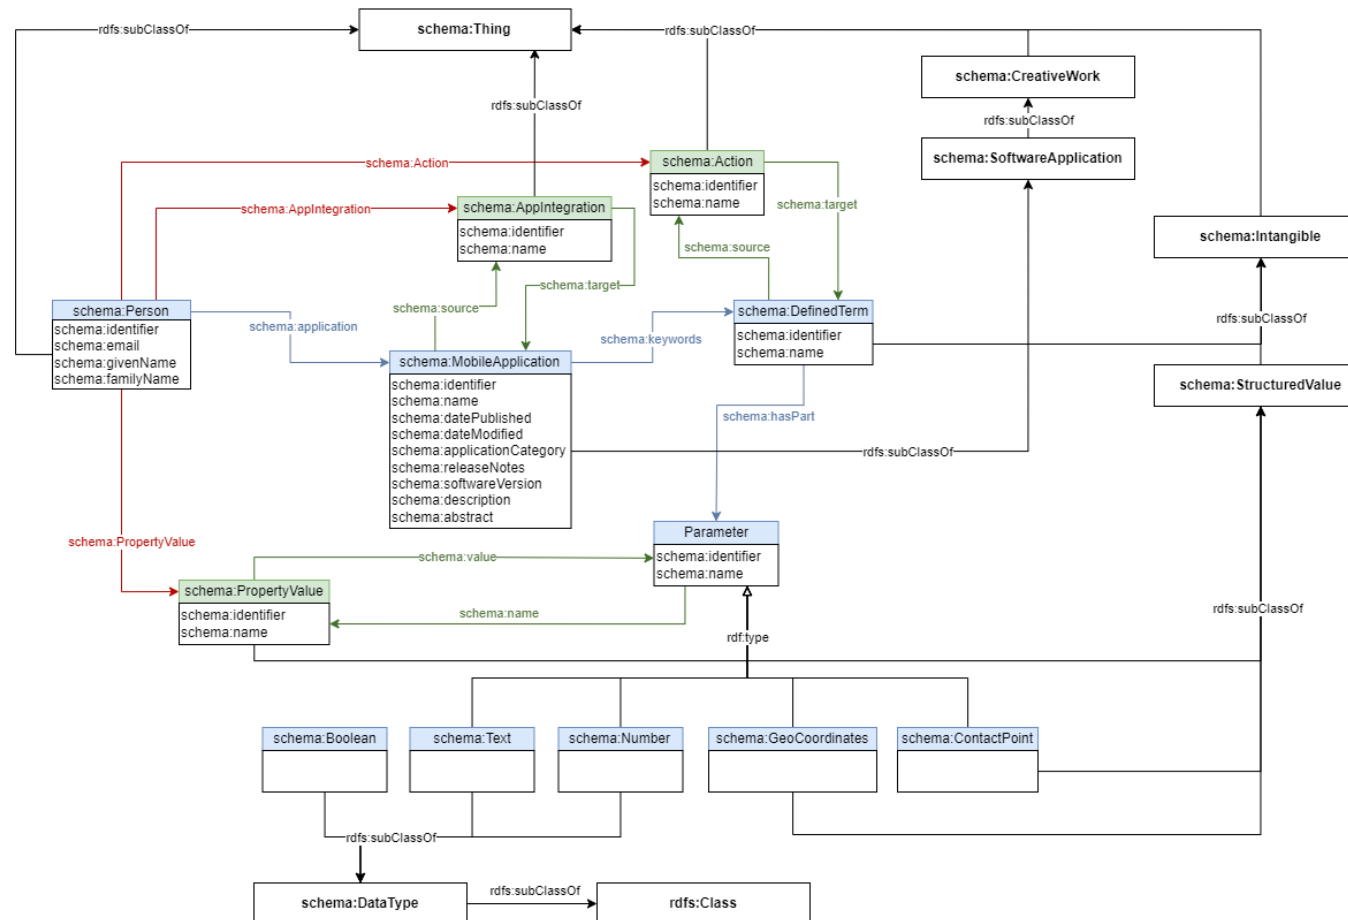 rdfs:subClassOf
schema:Thing
rdfs:subClassOf
schema:CreativeWork
rdfs:subClassOf
rdfs:subClassOf
schema:Action
schema:Action
schema:identifier
schema:name
schema:SoftwareApplication
schema:AppIntegration
schema:AppIntegration
schema:identifier
schema:name
schema:target
schema:source
schema:Intangible
schema:target
schema:source
schema:Person
schema:identifier
schema:email
schema:givenName
schema:familyName
schema:application
schema:MobileApplication
schema:identifier
schema:name
schema:datePublished
schema:dateModified
schema:applicationCategory
schema:releaseNotes
schema:softwareVersion
schema:description
schema:abstract
schema:keywords
schema:DefinedTerm
schema:identifier
schema:name
rdfs:subClassOf
schema:StructuredValue
schema:hasPart
rdfs:subClassOf
schema:PropertyValue
schema:value
Parameter
schema:identifier
schema:name
schema:PropertyValue
schema:identifier
schema:name
schema:name
rdf:type
rdfs:subClassOf
schema:Boolean
schema:Text
schema:Number
schema:GeoCoordinates
schema:ContactPoint
rdfs:subClassOf
schema:DataType
rdfs:subClassOf
rdfs:Class